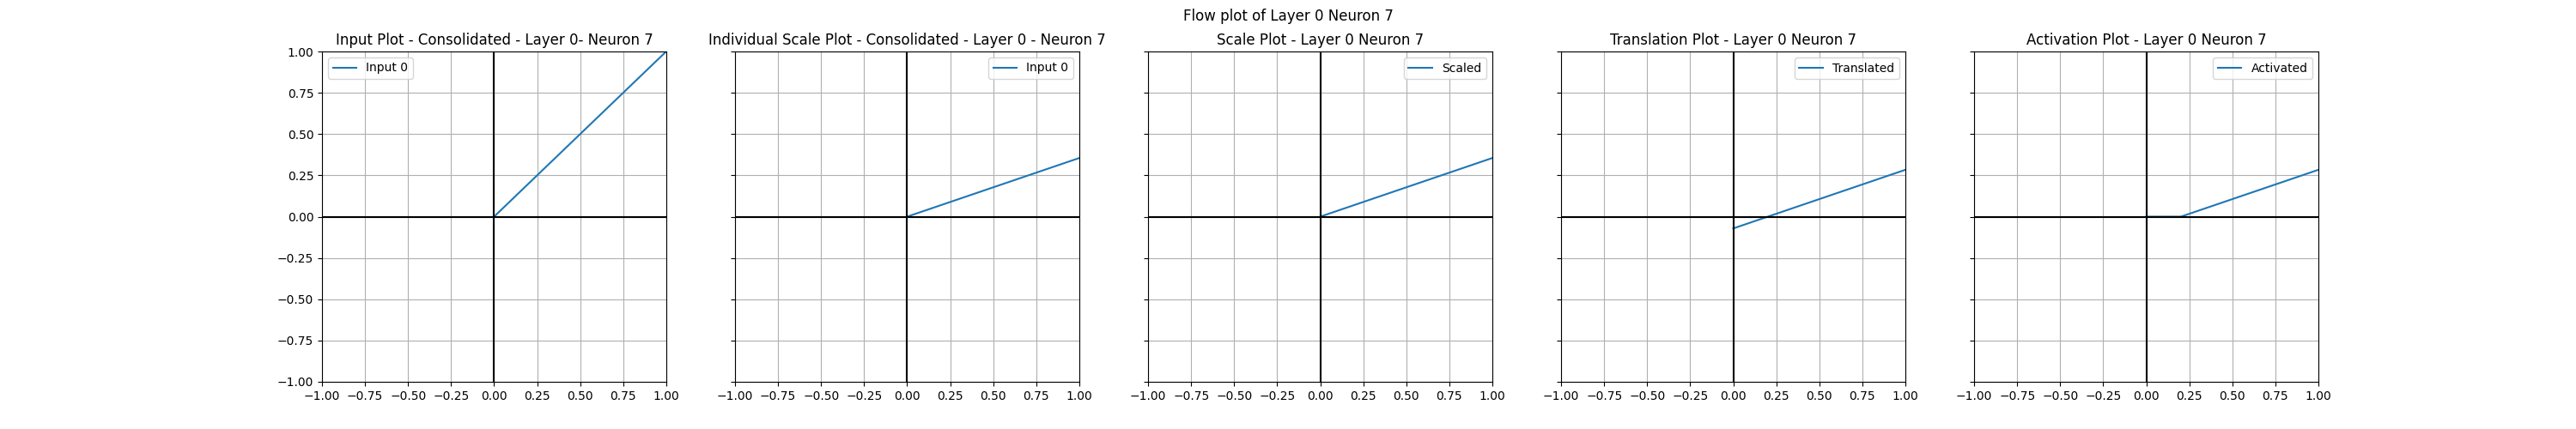 Flow plot of Layer 0 Neuron 7
Input Plot - Consolidated - Layer 0- Neuron 7
Input 0
1.00
0.75
0.50
0.25
0.00
−0.25
−0.50
−0.75
−1.00
−1.00 −0.75 −0.50 −0.25 0.00 0.25 0.50 0.75 1.00
Individual Scale Plot - Consolidated - Layer 0 - Neuron 7
Input 0
−1.00 −0.75 −0.50 −0.25 0.00 0.25 0.50 0.75 1.00
Scale Plot - Layer 0 Neuron 7
Scaled
−1.00 −0.75 −0.50 −0.25 0.00 0.25 0.50 0.75 1.00
Translation Plot - Layer 0 Neuron 7
Translated
−1.00 −0.75 −0.50 −0.25 0.00 0.25 0.50 0.75 1.00
Activation Plot - Layer 0 Neuron 7
Activated
−1.00 −0.75 −0.50 −0.25 0.00 0.25 0.50 0.75 1.00